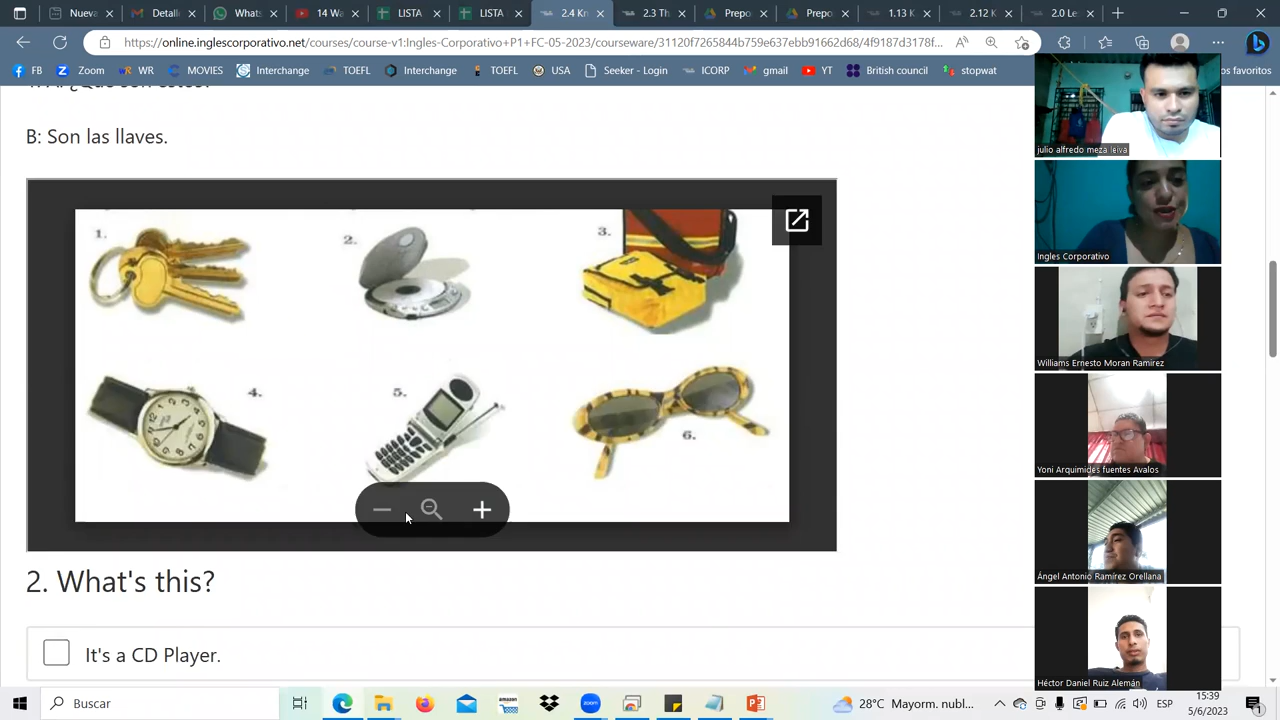 Detall
Whats
14 Wa
LISTA
LISTA
2.4 Kn
2.3 Th
Prepo
Prepo
1.13 K
2.12 K
2.0 Le
https://online.inglescorporativo.net/courses/course-v1:Ingles-Corporativo+P1+FC-05-2023/courseware/31120f7265844b759e637ebb91662d68/4f9187d3178f...
FB
Zoom
WR
MOVIES
Interchange
TOEFL
Interchange
TOEFL
USA
Seeker - Login
ICORP
gmail
YT
British council
stopwat
os favoritos
B: Son las llaves.
1.
2.
3.
4.
5.
6.
2. What's this?
It's a CD Player.
julio alfredo meza leiva
Ingles Corporativo
Williams Ernesto Moran Ramirez
Yoni Arquimides fuentes Avalos
Ángel Antonio Ramírez Orellana
Héctor Daniel Ruiz Alemán
Buscar
28°C Mayorm. nubl...
ESP
15:39
5/6/2023